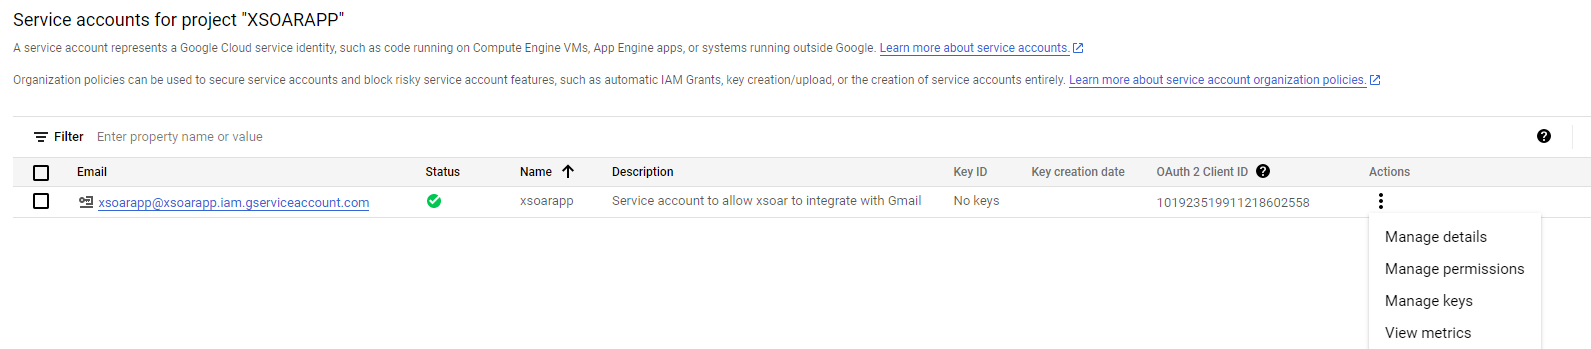 Service accounts for project "XSOARAPP"
A service account represents a Google Cloud service identity, such as code running on Compute Engine VMs, App Engine apps, or systems running outside Google. Learn more about service accounts.
Organization policies can be used to secure service accounts and block risky service account features, such as automatic IAM Grants, key creation/upload, or the creation of service accounts entirely. Learn more about service account organization policies.
Filter Enter property name or value
Email Status Name Description Key ID Key creation date OAuth 2 Client ID Actions
xsoarapp@xsoarapp.iam.gserviceaccount.com xsoarapp Service account to allow xsoar to integrate with Gmail No keys 101923519911218602558
Manage details
Manage permissions
Manage keys
View metrics